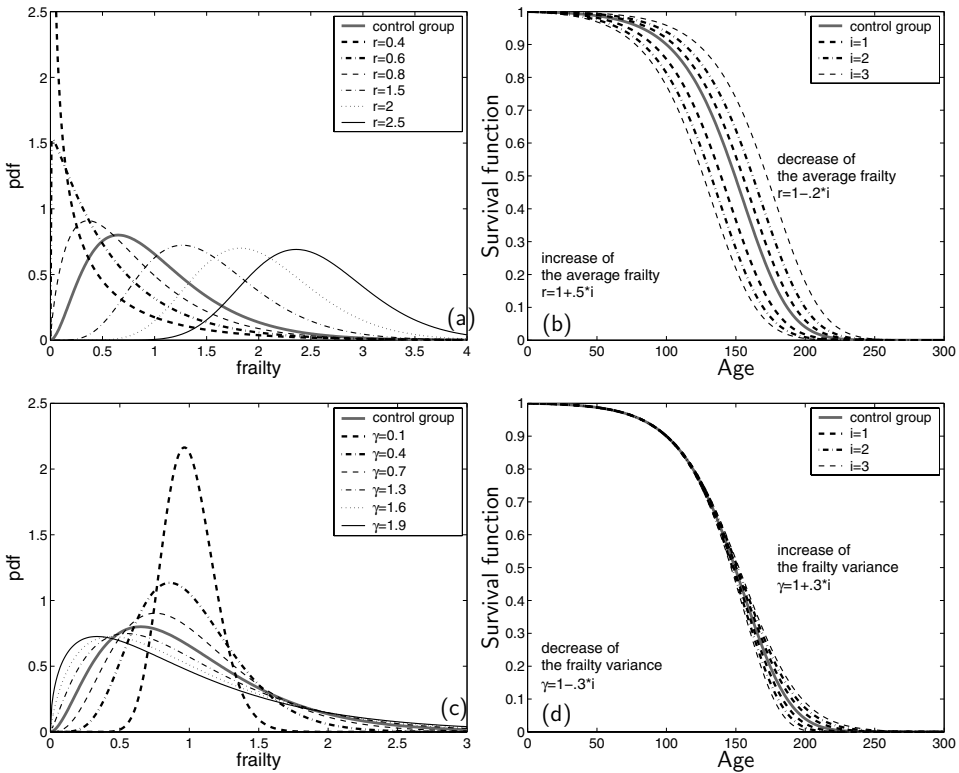 2.5
2
1.5
1
0.5
0
pdf
0 0.5 1 1.5 2 2.5 3 3.5 4
frailty
control group
r=0.4
r=0.6
r=0.8
r=1.5
r=2
r=2.5
(a)
1
0.9
0.8
0.7
0.6
0.5
0.4
0.3
0.2
0.1
0
Survival function
0 50 100 150 200 250 300
Age
control group
i=1
i=2
i=3
decrease of
the average frailty
r=1−.2*i
increase of
the average frailty
r=1+.5*i
(b)
2.5
2
1.5
1
0.5
0
pdf
0 0.5 1 1.5 2 2.5 3
frailty
control group
γ=0.1
γ=0.4
γ=0.7
γ=1.3
γ=1.6
γ=1.9
(c)
1
0.9
0.8
0.7
0.6
0.5
0.4
0.3
0.2
0.1
0
Survival function
0 50 100 150 200 250 300
Age
control group
i=1
i=2
i=3
increase of
the frailty variance
γ=1+.3*i
decrease of
the frailty variance
γ=1−.3*i
(d)